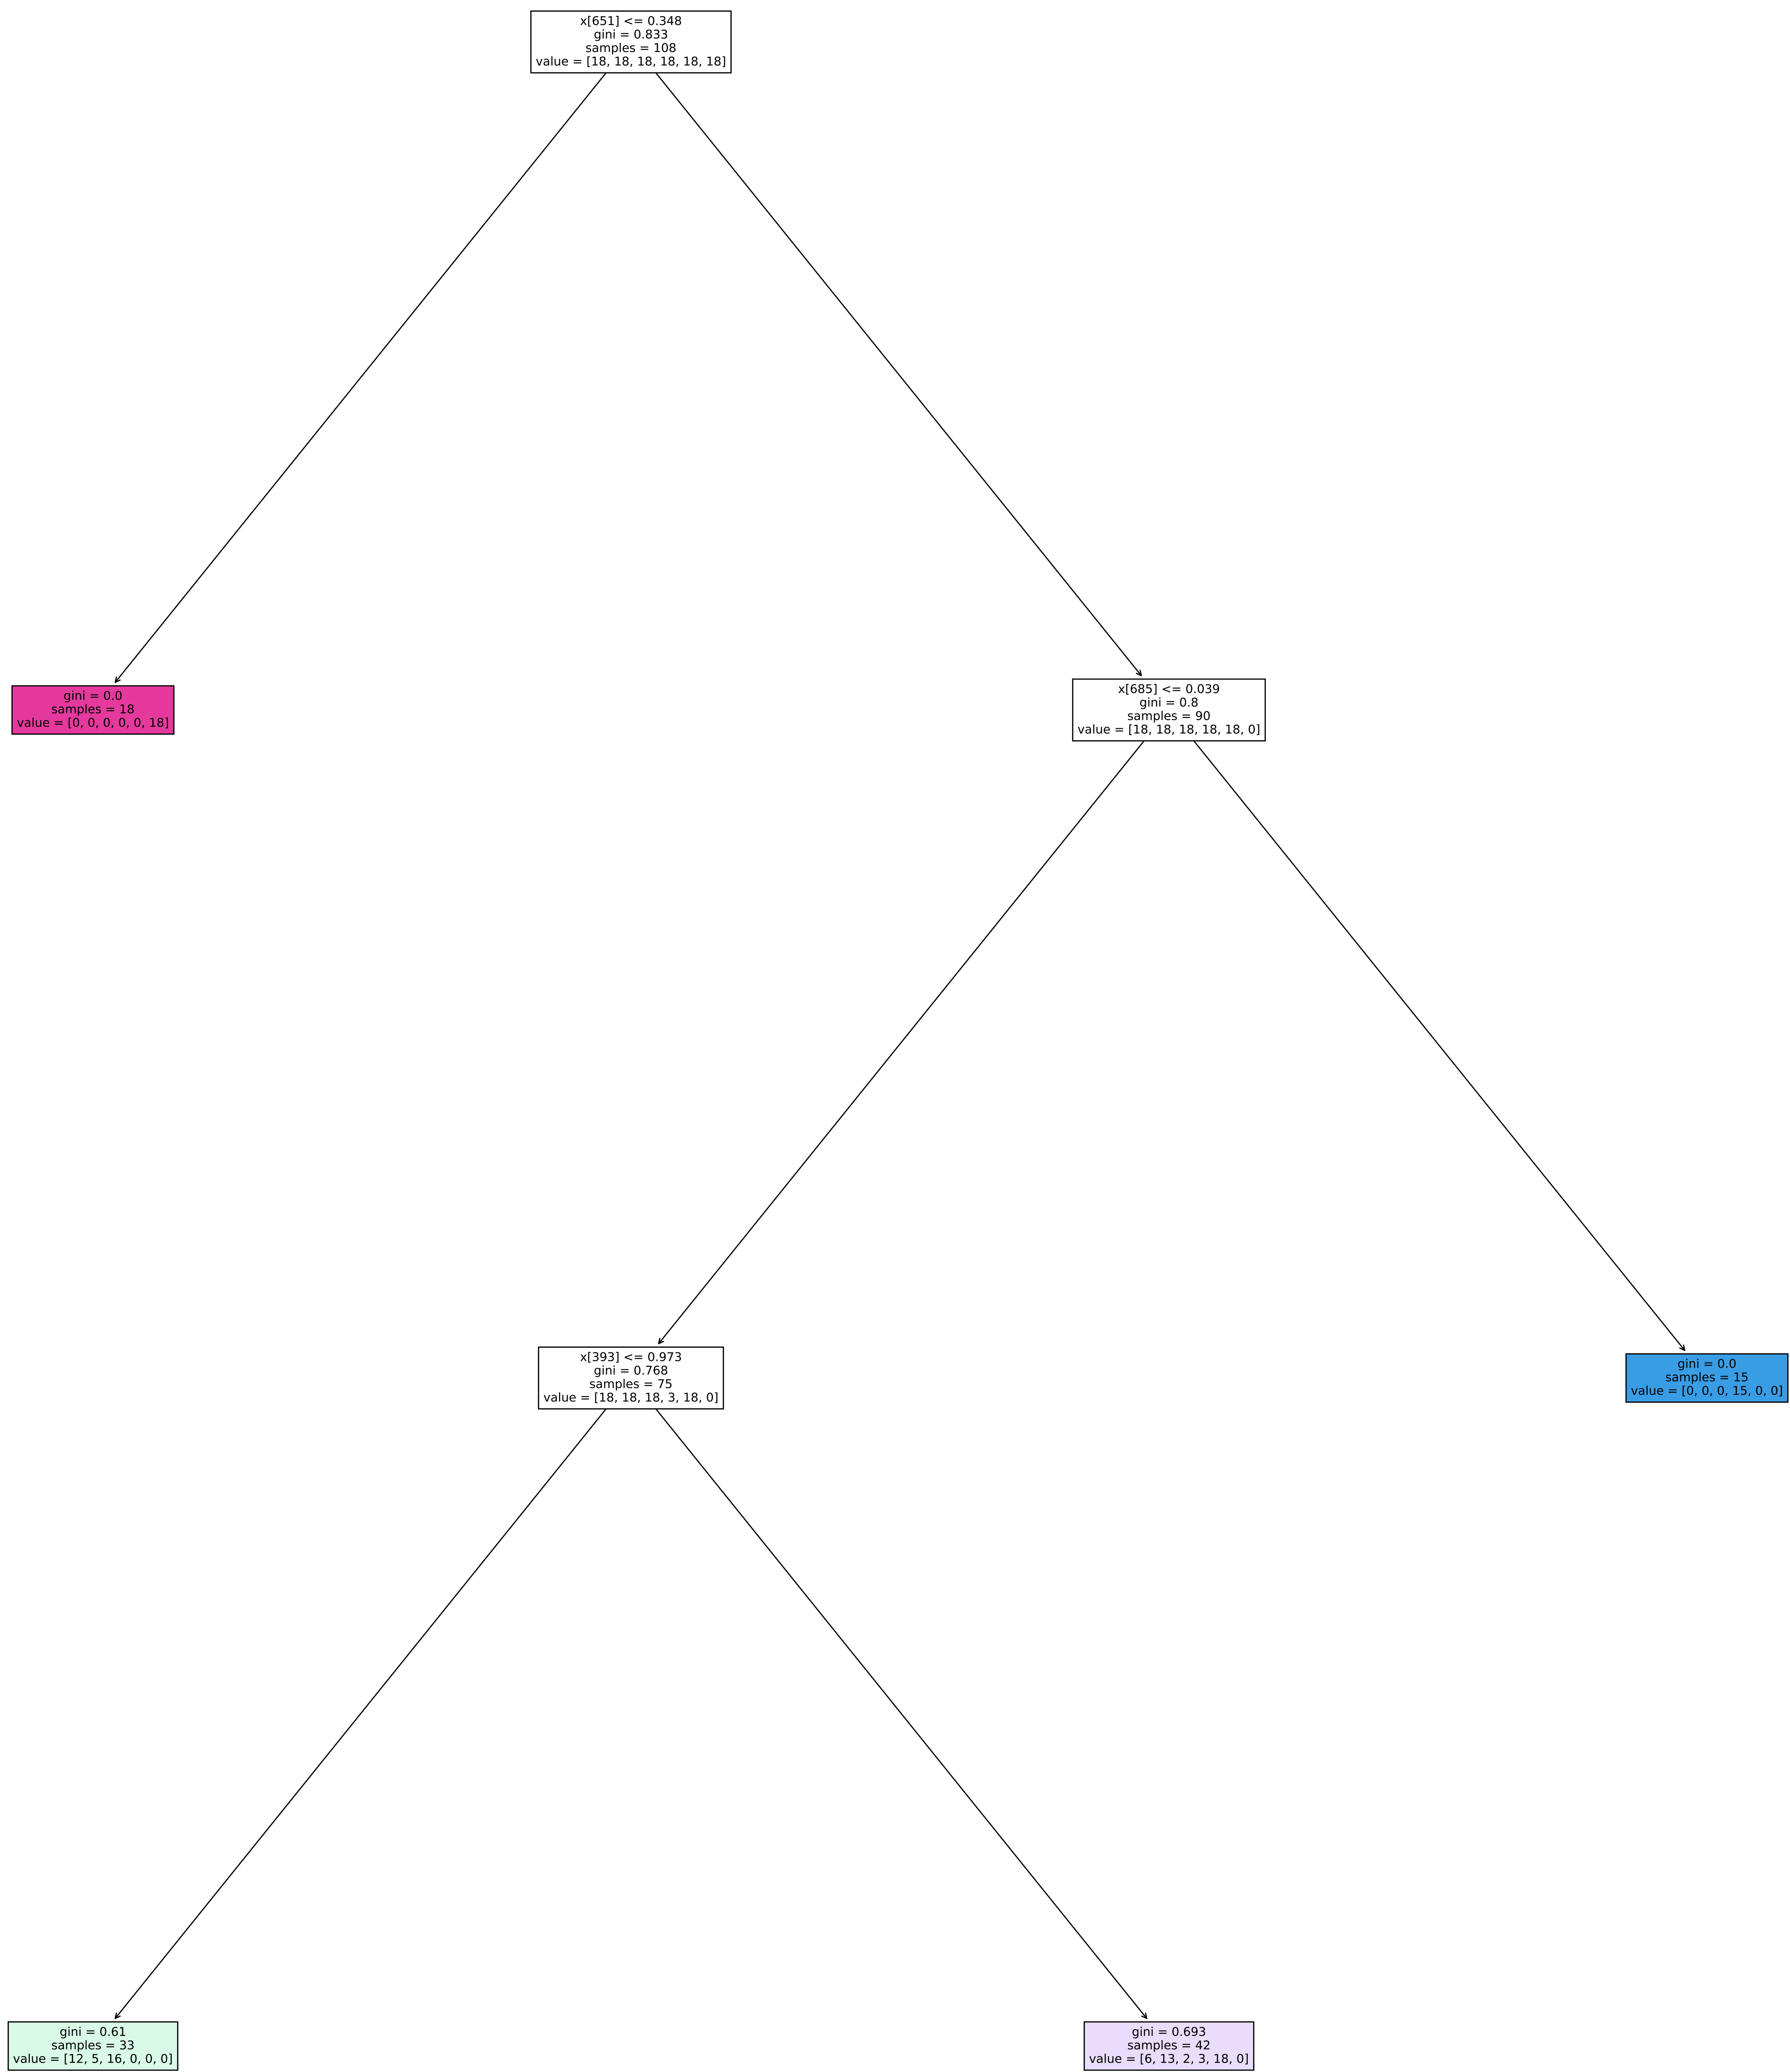 x[651] <= 0.348
gini = 0.833
samples = 108
value = [18, 18, 18, 18, 18, 18]
gini = 0.0
samples = 18
value = [0, 0, 0, 0, 0, 18]
x[685] <= 0.039
gini = 0.8
samples = 90
value = [18, 18, 18, 18, 18, 0]
x[393] <= 0.973
gini = 0.768
samples = 75
value = [18, 18, 18, 3, 18, 0]
gini = 0.0
samples = 15
value = [0, 0, 0, 15, 0, 0]
gini = 0.61
samples = 33
value = [12, 5, 16, 0, 0, 0]
gini = 0.693
samples = 42
value = [6, 13, 2, 3, 18, 0]